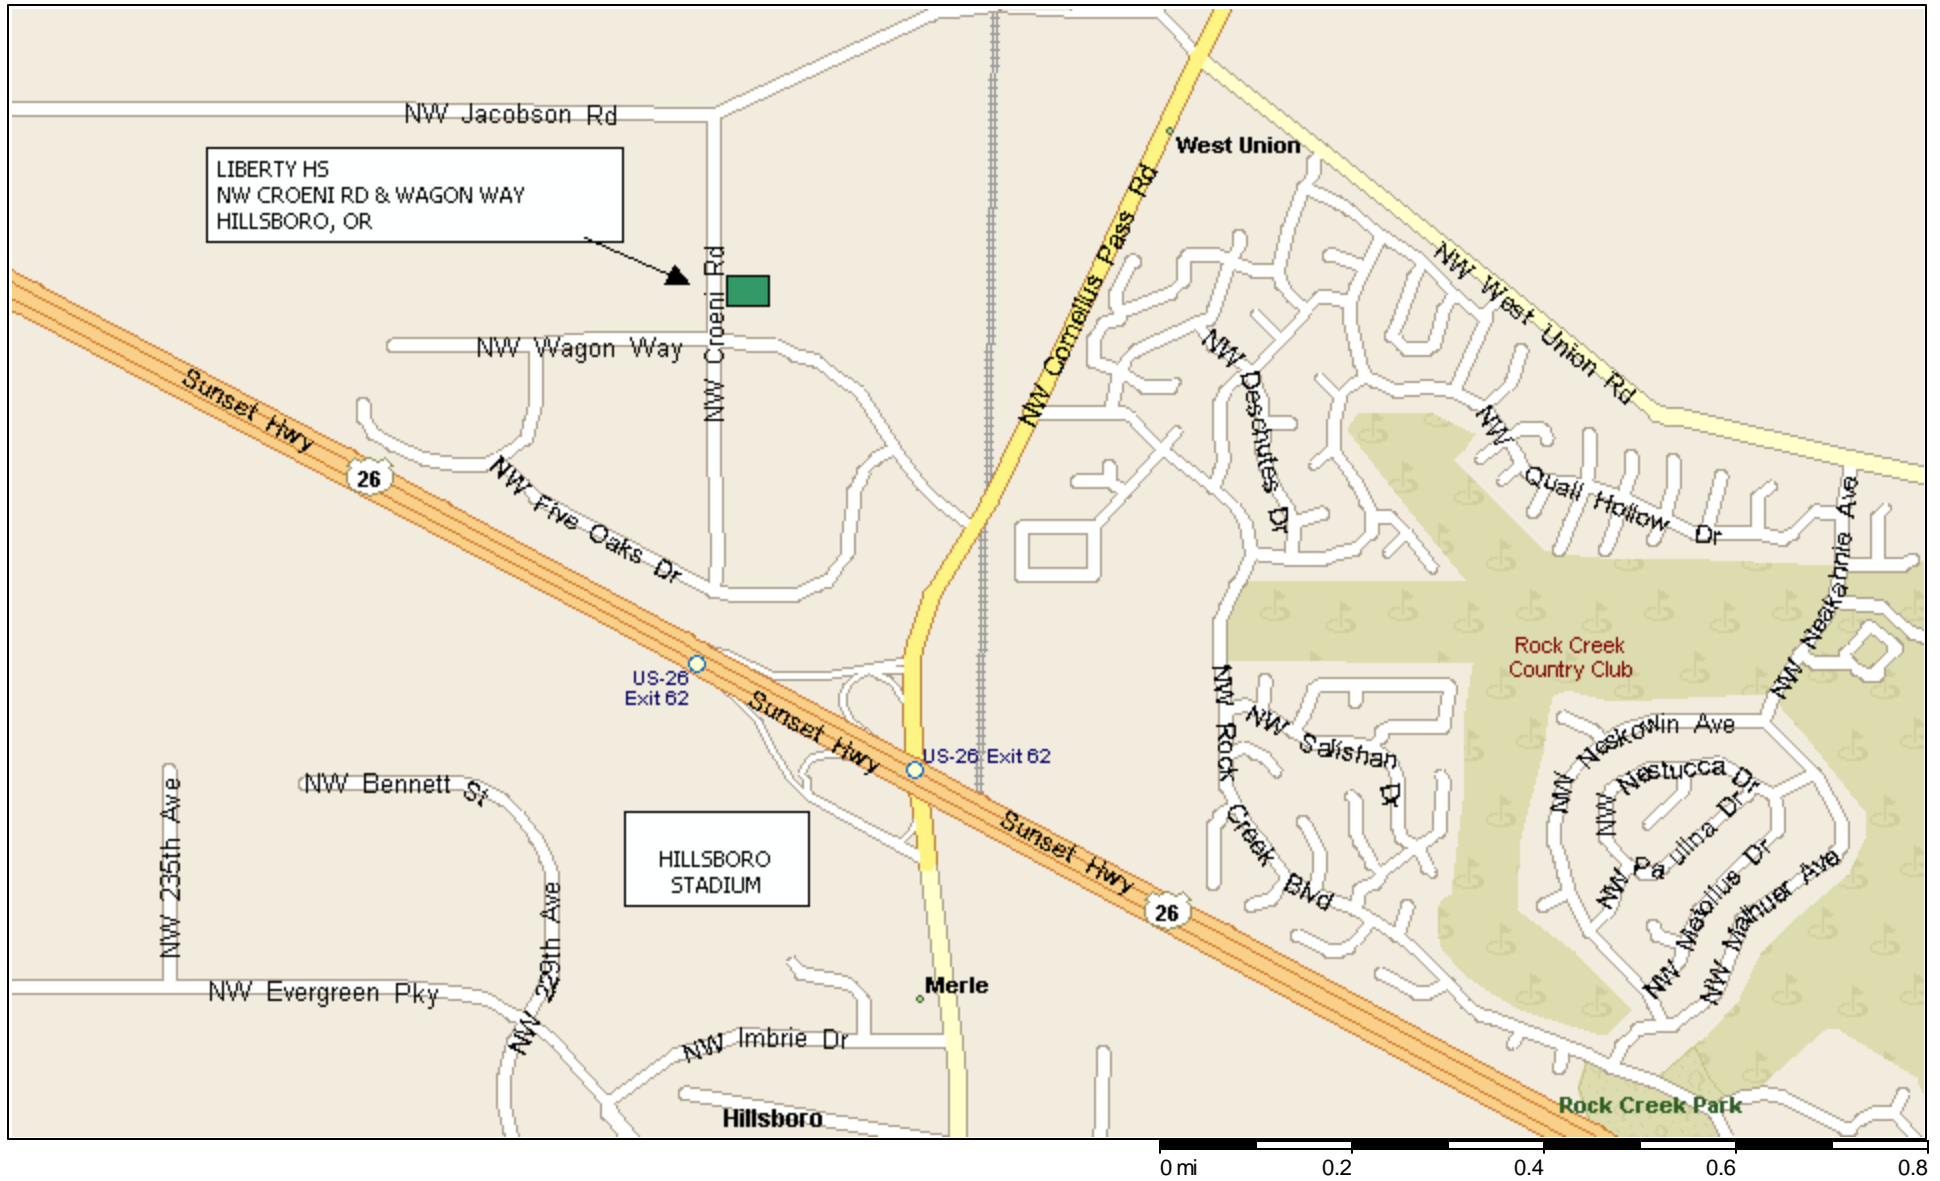 NW Jacobson Rd
West Union
LIBERTY HS
NW CROENI RD & WAGON WAY
HILLSBORO, OR
NW Cornelius Pass Rd
NW West Union Rd
NW Croeni Rd
NW Wagon Way
Sunset Hwy
26
NW Deschutes Dr
NW Quail Hollow Dr
NW Five Oaks Dr
NW Neakahnie Ave
Rock Creek
Country Club
US-26
Exit 62
Sunset Hwy
US-26 Exit 62
NW Rock Creek Blvd
NW Salishan Dr
NW Neskowin Ave
NW Nestucca Dr
NW Paulina Dr
NW Metolius Dr
NW Mahuer Ave
NW 235th Ave
NW Bennett St
NW 229th Ave
HILLSBORO
STADIUM
Sunset Hwy
26
NW Evergreen Pky
Merle
NW Imbrie Dr
Hillsboro
Rock Creek Park
0 mi 0.2 0.4 0.6 0.8